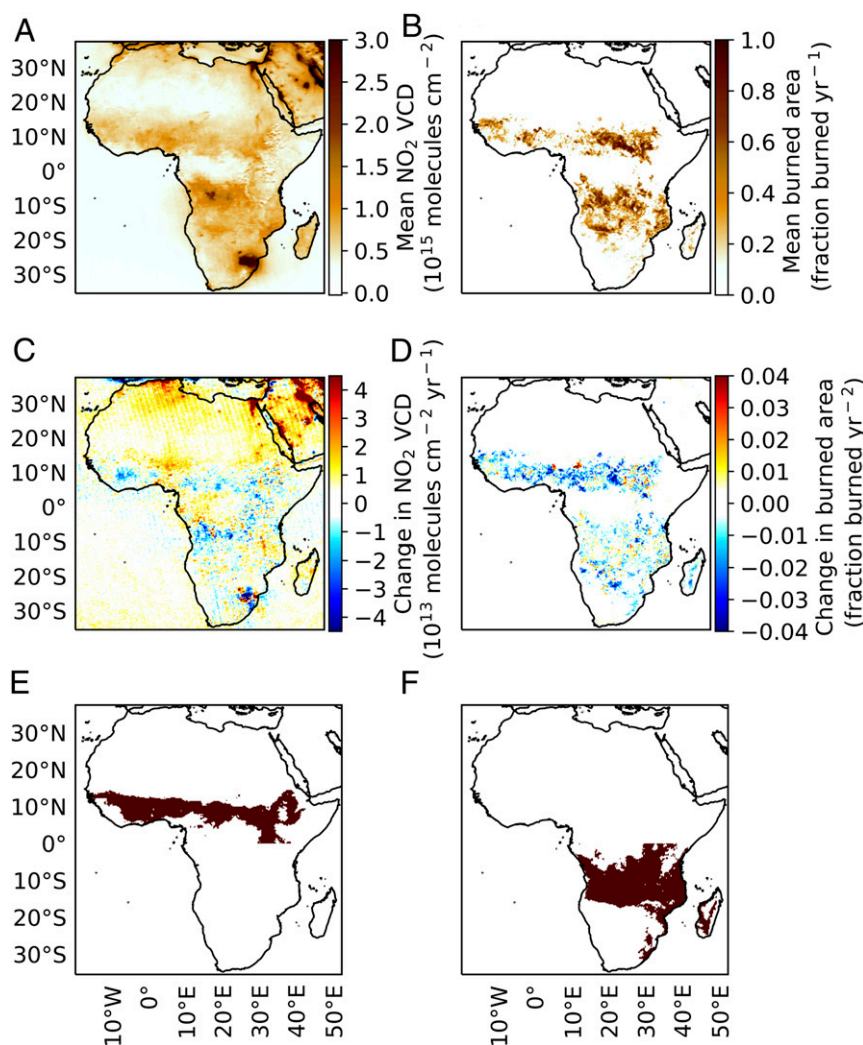 A
30°N
20°N
10°N
0°
10°S
20°S
30°S
3.0
2.5
2.0
1.5
1.0
0.5
0.0
Mean NO₂ VCD
(10¹⁵ molecules cm⁻²)
B
1.0
0.8
0.6
0.4
0.2
0.0
Mean burned area
(fraction burned yr⁻¹)
C
30°N
20°N
10°N
0°
10°S
20°S
30°S
4
3
2
1
0
−1
−2
−3
−4
Change in NO₂ VCD
(10¹³ molecules cm⁻² yr⁻¹)
D
0.04
0.03
0.02
0.01
0.00
−0.01
−0.02
−0.03
−0.04
Change in burned area
(fraction burned yr⁻²)
E
30°N
20°N
10°N
0°
10°S
20°S
30°S
10°W
0°
10°E
20°E
30°E
40°E
50°E
F
10°W
0°
10°E
20°E
30°E
40°E
50°E